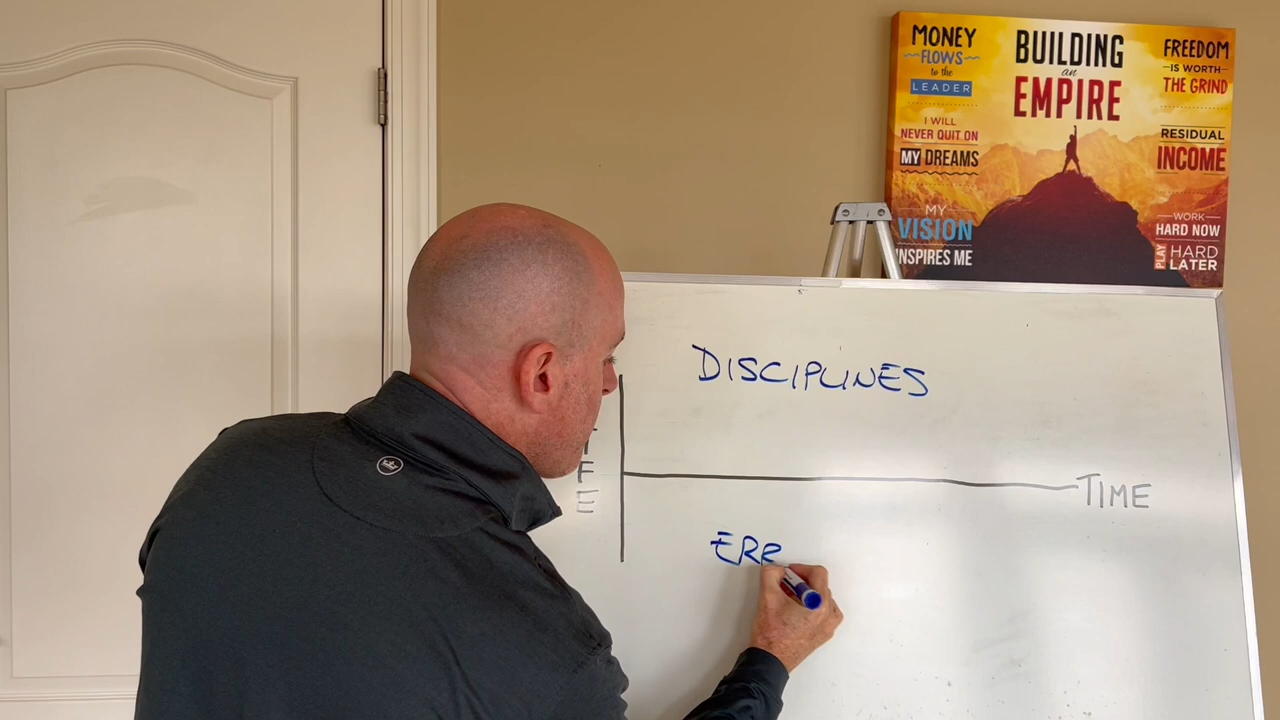 MONEY
FLOWS
to the
LEADER
I WILL
NEVER QUIT ON
MY DREAMS
MY
VISION
INSPIRES ME
BUILDING
an
EMPIRE
FREEDOM
IS WORTH
THE GRIND
RESIDUAL
INCOME
WORK
HARD NOW
PLAY HARD
LATER
DISCIPLINES
FE
TIME
ERR